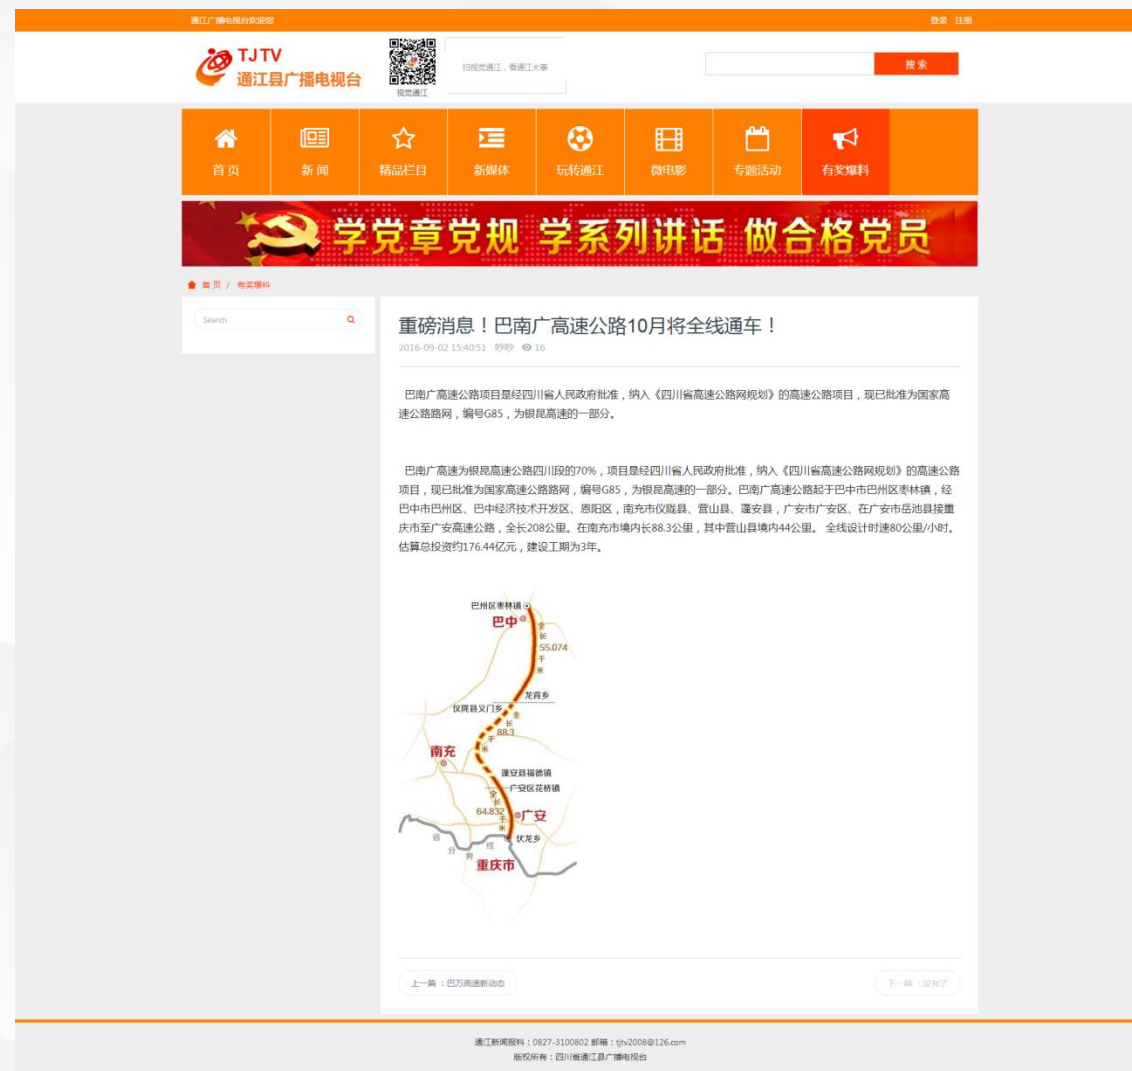 通江广播电视台欢迎您
登录 注册
TJTV
通江县广播电视台
视觉通江
扫视觉通江，看通江大事
搜索
首页
新闻
精品栏目
新媒体
玩转通江
微电影
专题活动
有奖爆料
学党章党规 学系列讲话 做合格党员
首页 / 有奖爆料
Search
重磅消息！巴南广高速公路10月将全线通车！
2016-09-02 15:40:51 吵吵 16
巴南广高速公路项目是经四川省人民政府批准，纳入《四川省高速公路网规划》的高速公路项目，现已批准为国家高
速公路路网，编号G85，为银昆高速的一部分。
巴南广高速为银昆高速公路四川段的70%，项目是经四川省人民政府批准，纳入《四川省高速公路网规划》的高速公路
项目，现已批准为国家高速公路路网，编号G85，为银昆高速的一部分。巴南广高速公路起于巴中市巴州区枣林镇，经
巴中市巴州区、巴中经济技术开发区、恩阳区，南充市仪陇县、营山县、蓬安县，广安市广安区、在广安市岳池县接重
庆市至广安高速公路，全长208公里。在南充市境内长88.3公里，其中营山县境内44公里。 全线设计时速80公里/小时。
估算总投资约176.44亿元，建设工期为3年。
巴州区枣林镇
巴中
全长55.074千米
龙背乡
仪陇县义门乡
全长88.3千米
南充
蓬安县福德镇
广安区花桥镇
全长64.832千米
广安
伏龙乡
省分界线
重庆市
上一篇 ：巴万高速新动态
下一篇 ：没有了
通江新闻报料：0827-3100802 邮箱：tjtv2008@126.com
版权所有：四川省通江县广播电视台